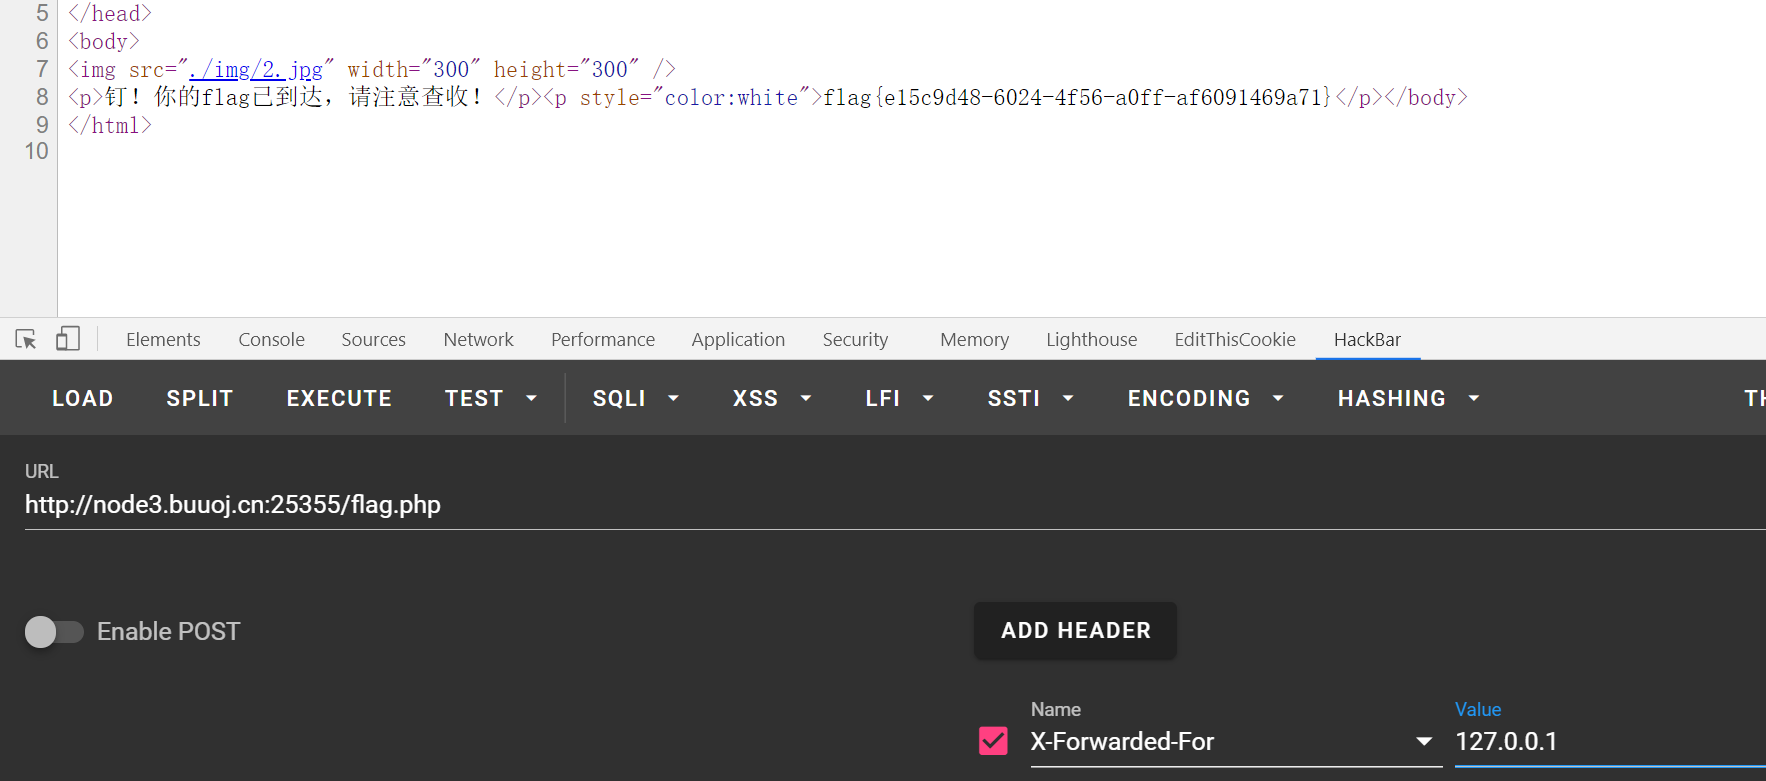 5 </head>
6 <body>
7 <img src="./img/2.jpg" width="300" height="300" />
8 <p>钉！你的flag已到达，请注意查收！</p><p style="color:white">flag{e15c9d48-6024-4f56-a0ff-af6091469a71}</p></body>
9 </html>
10
Elements Console Sources Network Performance Application Security Memory Lighthouse EditThisCookie HackBar
LOAD SPLIT EXECUTE TEST SQLI XSS LFI SSTI ENCODING HASHING
URL
http://node3.buuoj.cn:25355/flag.php
Enable POST ADD HEADER
Name Value
X-Forwarded-For 127.0.0.1